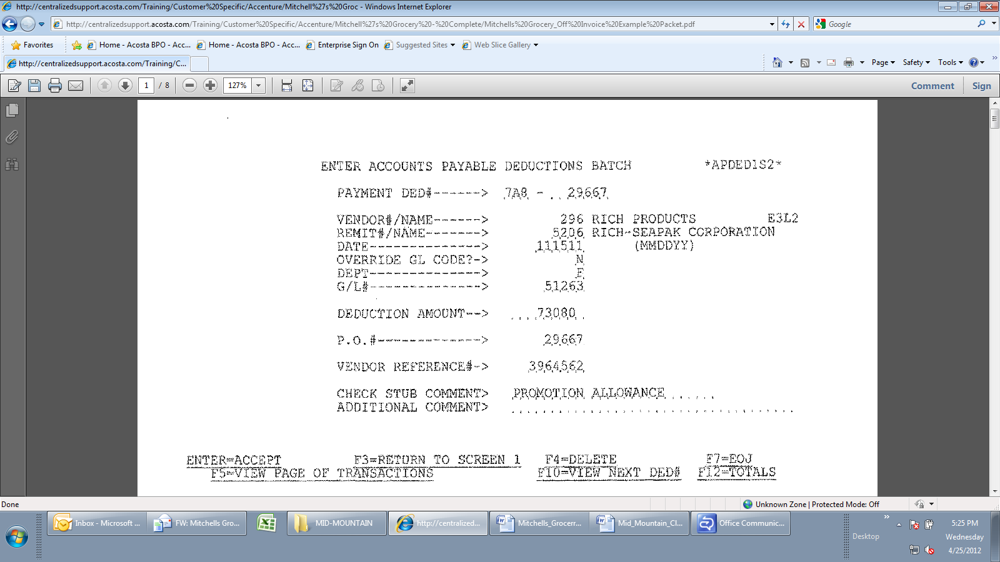 http://centralizedsupport.acosta.com/Training/Customer%20Specific/Accenture/Mitchell%27s%20Groc - Windows Internet Explorer
http://centralizedsupport.acosta.com/Training/Customer%20Specific/Accenture/Mitchell%27s%20Grocery%20-%20Complete/Mitchells%20Grocery_Off%20Invoice%20Example%20Packet.pdf
Google
Favorites Home - Acosta BPO - Acc... Home - Acosta BPO - Acc... Enterprise Sign On Suggested Sites Web Slice Gallery
http://centralizedsupport.acosta.com/Training/C... Page Safety Tools
1 / 8 127% Comment Sign
ENTER ACCOUNTS PAYABLE DEDUCTIONS BATCH *APDED1S2*
PAYMENT DED#------> 7A8 - 29667
VENDOR#/NAME------> 296 RICH PRODUCTS E3L2
REMIT#/NAME-------> 5206 RICH-SEAPAK CORPORATION
DATE--------------> 111511 (MMDDYY)
OVERRIDE GL CODE?-> N
DEPT--------------> F
G/L#--------------> 51263
DEDUCTION AMOUNT--> 73080
P.O.#-------------> 29667
VENDOR REFERENCE#-> 3964562
CHECK STUB COMMENT> PROMOTION ALLOWANCE
ADDITIONAL COMMENT>
ENTER=ACCEPT F3=RETURN TO SCREEN 1 F4=DELETE F7=EOJ
F5=VIEW PAGE OF TRANSACTIONS F10=VIEW NEXT DED# F12=TOTALS
Done Unknown Zone | Protected Mode: Off
Inbox - Microsoft ... FW: Mitchells Gro... MID-MOUNTAIN http://centralized... Mitchells_Grocerr... Mid_Mountain_Cl... Office Communic... Desktop
5:25 PM
Wednesday
4/25/2012